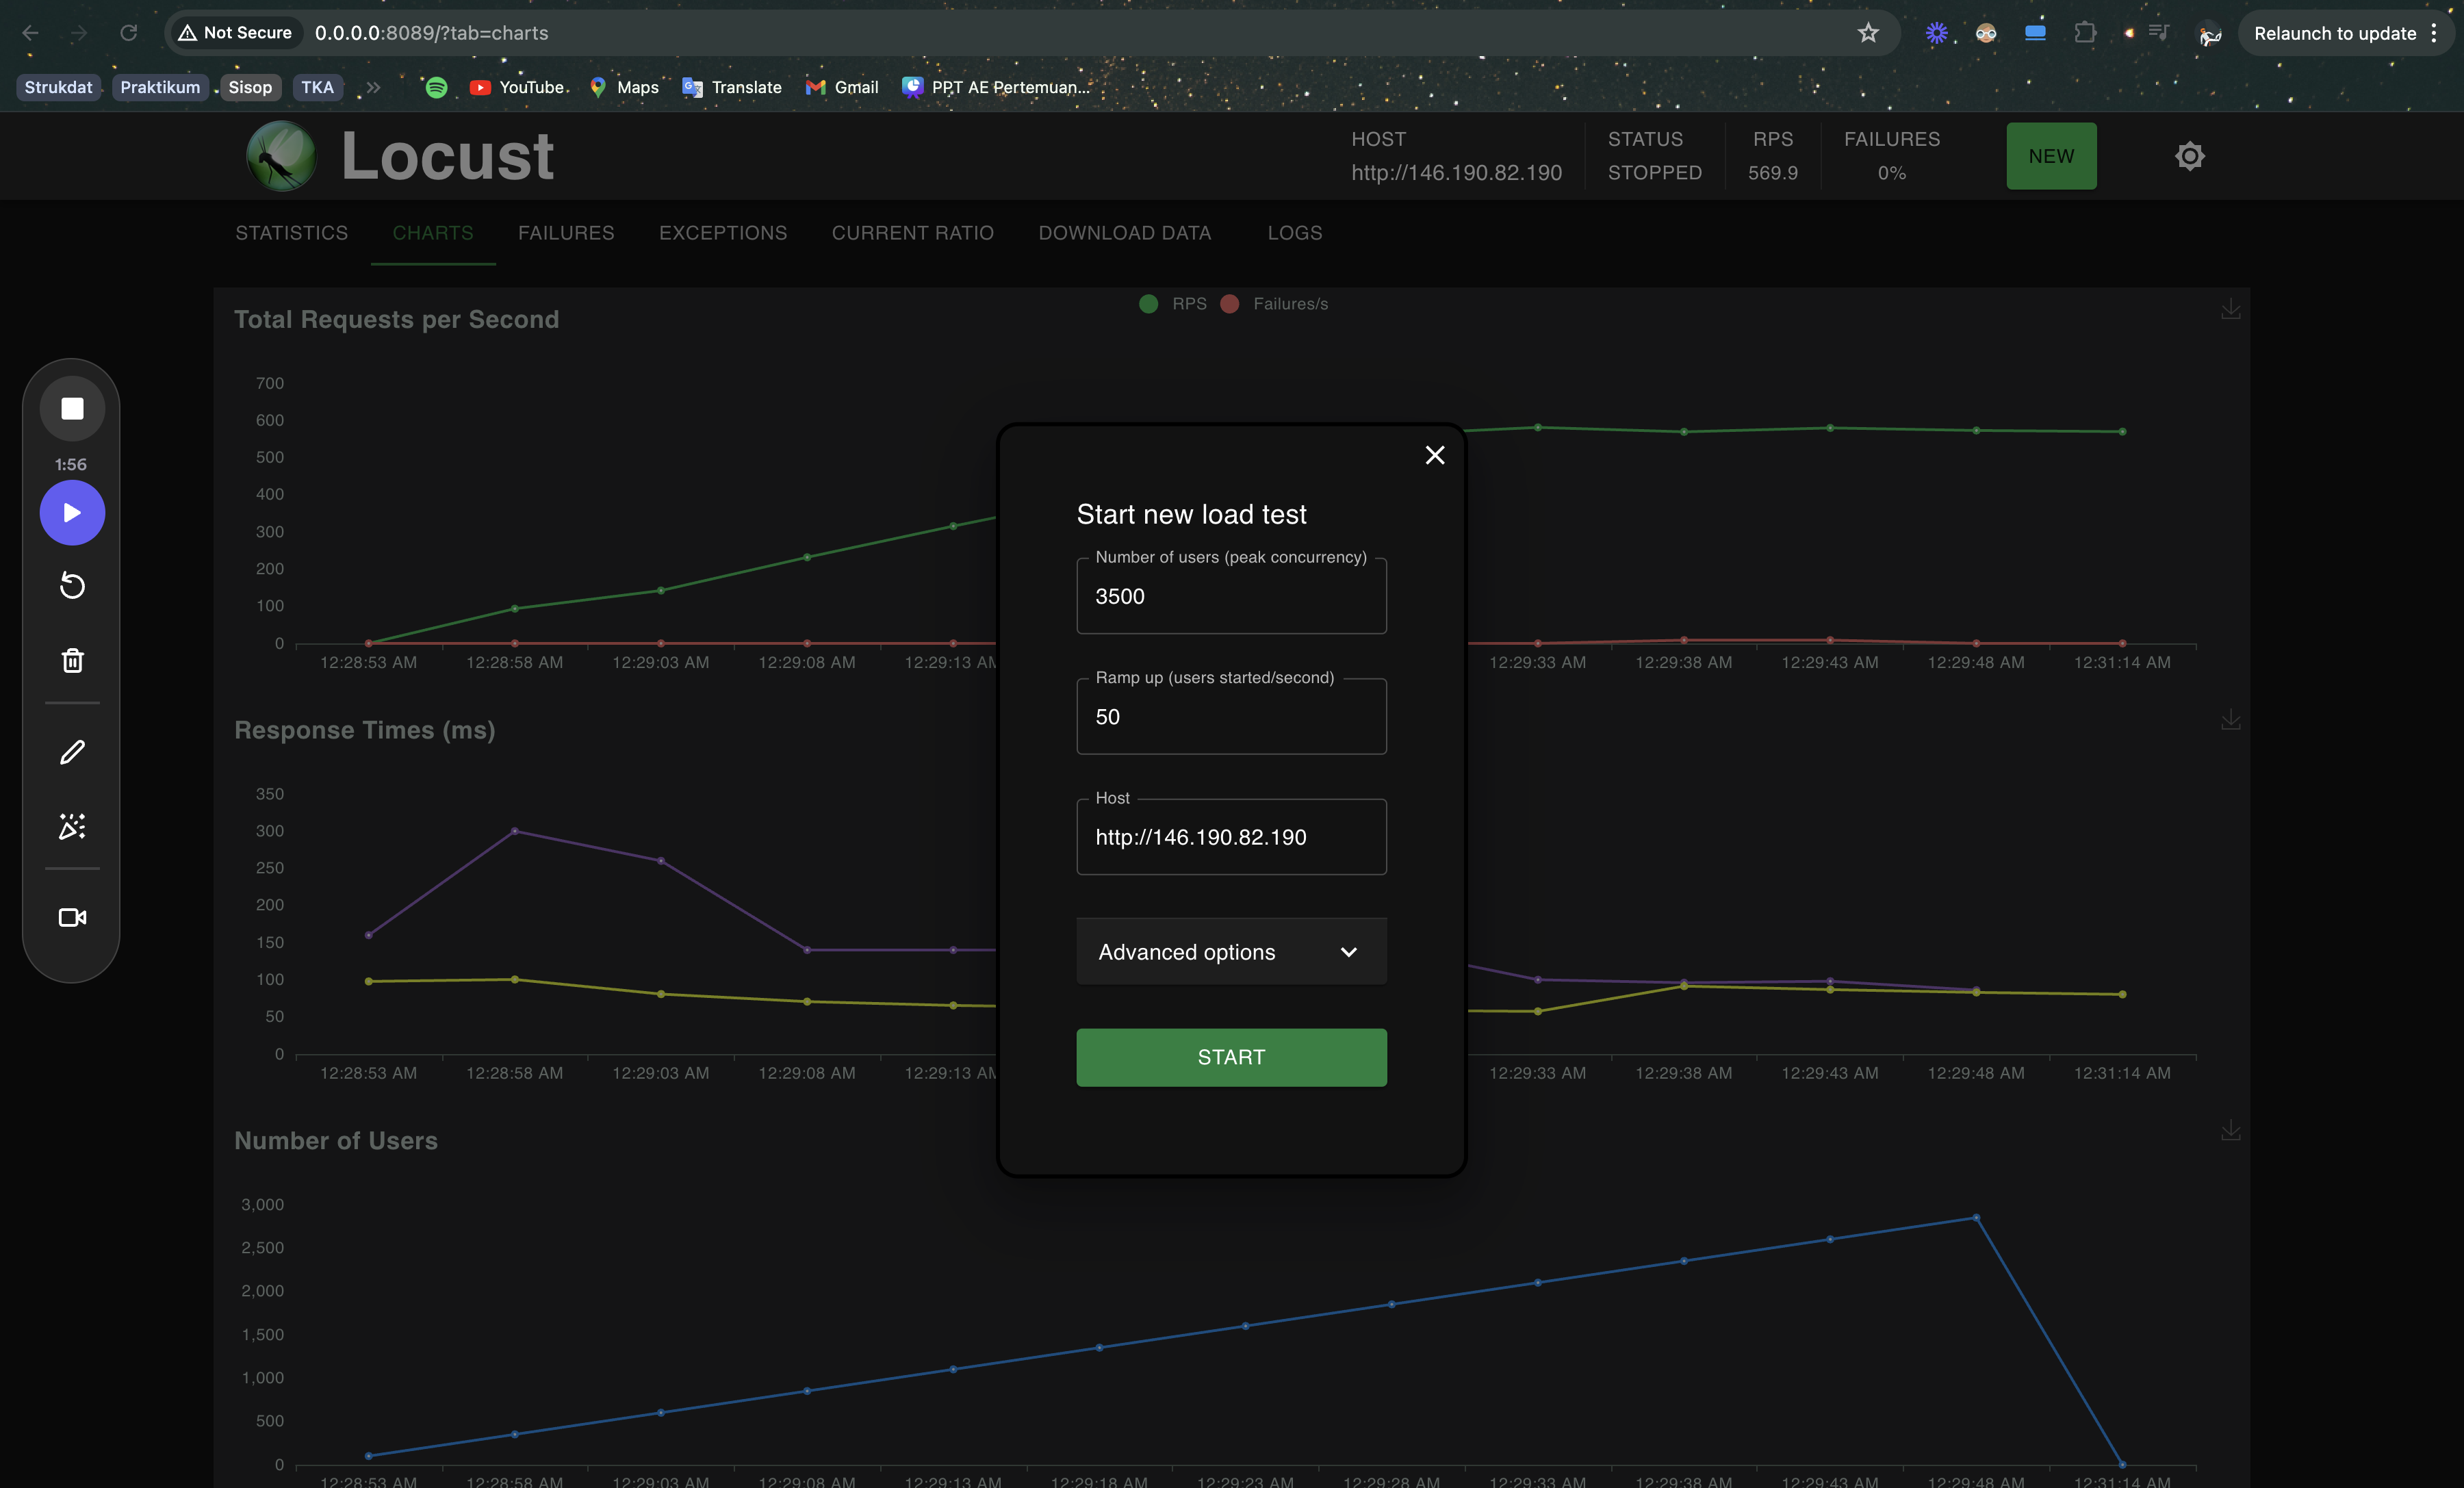 Not Secure 0.0.0.0:8089/?tab=charts Relaunch to update
Strukdat Praktikum Sisop TKA YouTube Maps Translate Gmail PPT AE Pertemuan...
Locust
HOST STATUS RPS FAILURES
http://146.190.82.190 STOPPED 569.9 0%
NEW
STATISTICS CHARTS FAILURES EXCEPTIONS CURRENT RATIO DOWNLOAD DATA LOGS
Total Requests per Second
RPS Failures/s
700
600
500
400
300
200
100
0
12:28:53 AM 12:28:58 AM 12:29:03 AM 12:29:08 AM 12:29:13 AM 12:29:33 AM 12:29:38 AM 12:29:43 AM 12:29:48 AM 12:31:14 AM
1:56
Start new load test
Number of users (peak concurrency)
3500
Ramp up (users started/second)
50
Host
http://146.190.82.190
Advanced options
START
Response Times (ms)
350
300
250
200
150
100
50
0
12:28:53 AM 12:28:58 AM 12:29:03 AM 12:29:08 AM 12:29:13 AM 12:29:33 AM 12:29:38 AM 12:29:43 AM 12:29:48 AM 12:31:14 AM
Number of Users
3,000
2,500
2,000
1,500
1,000
500
0
12:28:53 AM 12:28:58 AM 12:29:03 AM 12:29:08 AM 12:29:13 AM 12:29:18 AM 12:29:23 AM 12:29:28 AM 12:29:33 AM 12:29:38 AM 12:29:43 AM 12:29:48 AM 12:31:14 AM